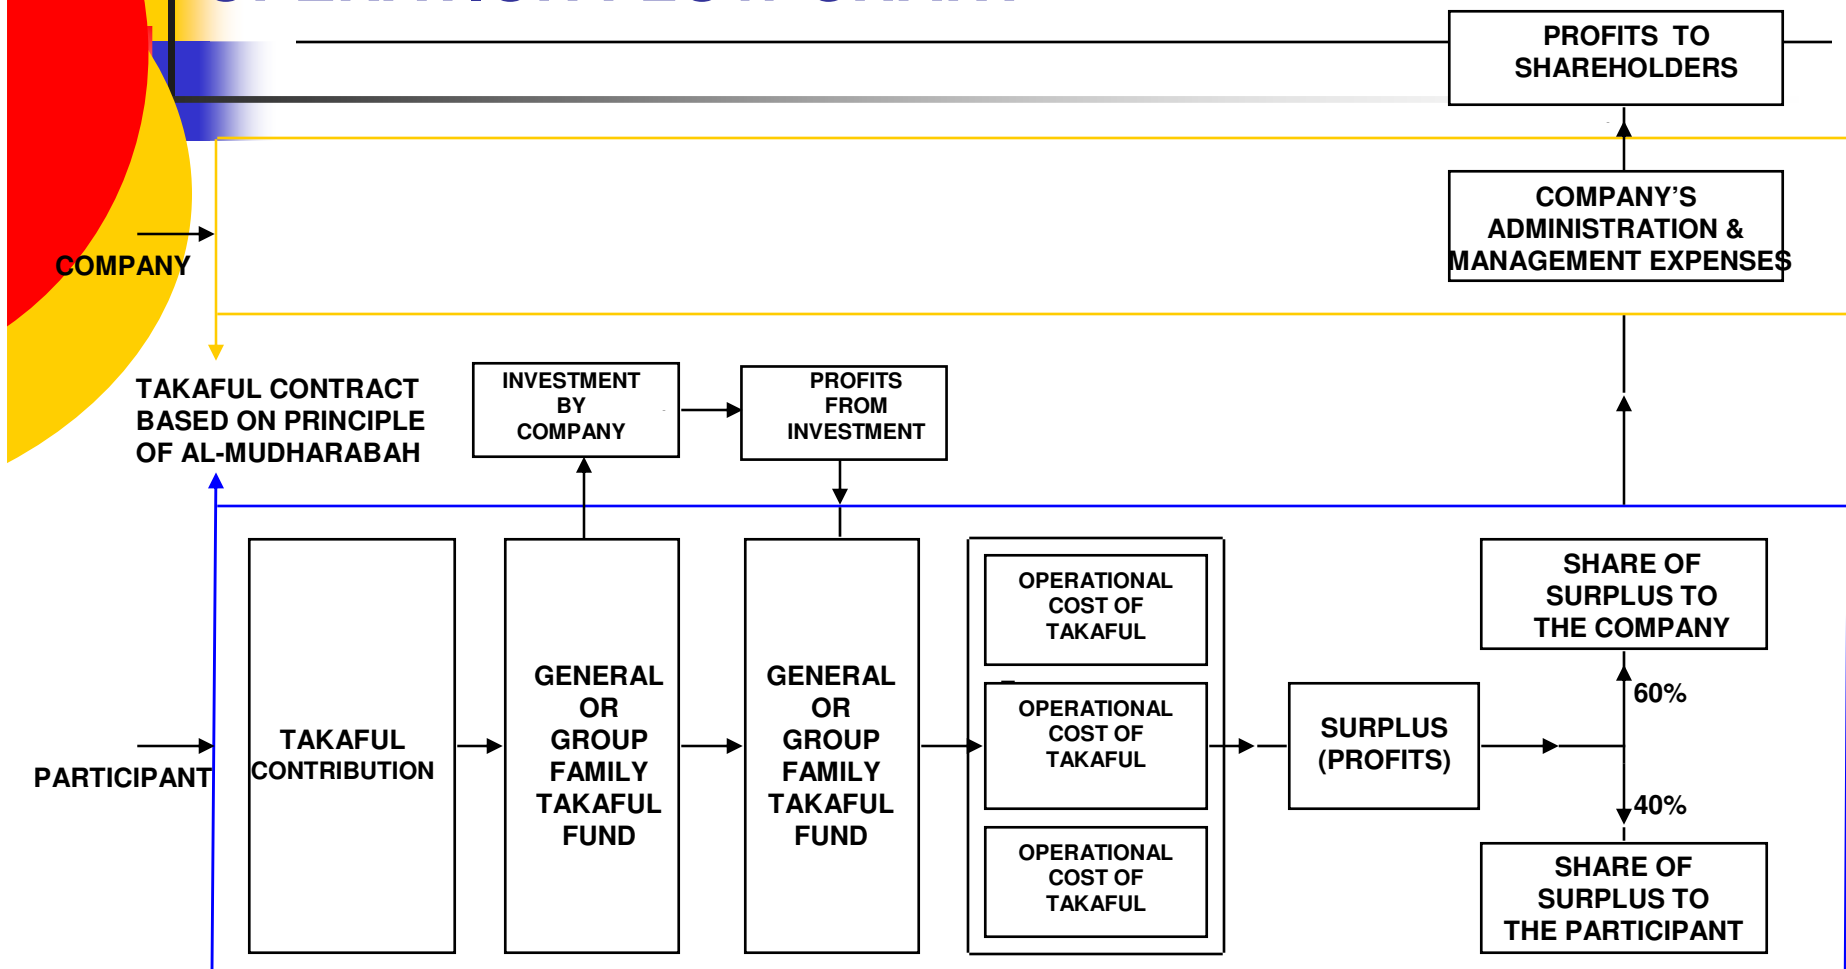 PROFITS TO
SHAREHOLDERS
COMPANY'S
ADMINISTRATION &
MANAGEMENT EXPENSES
COMPANY
TAKAFUL CONTRACT
BASED ON PRINCIPLE
OF AL-MUDHARABAH
INVESTMENT
BY
COMPANY
PROFITS
FROM
INVESTMENT
PARTICIPANT
TAKAFUL
CONTRIBUTION
GENERAL
OR
GROUP
FAMILY
TAKAFUL
FUND
GENERAL
OR
GROUP
FAMILY
TAKAFUL
FUND
OPERATIONAL
COST OF
TAKAFUL
OPERATIONAL
COST OF
TAKAFUL
OPERATIONAL
COST OF
TAKAFUL
SURPLUS
(PROFITS)
SHARE OF
SURPLUS TO
THE COMPANY
60%
40%
SHARE OF
SURPLUS TO
THE PARTICIPANT